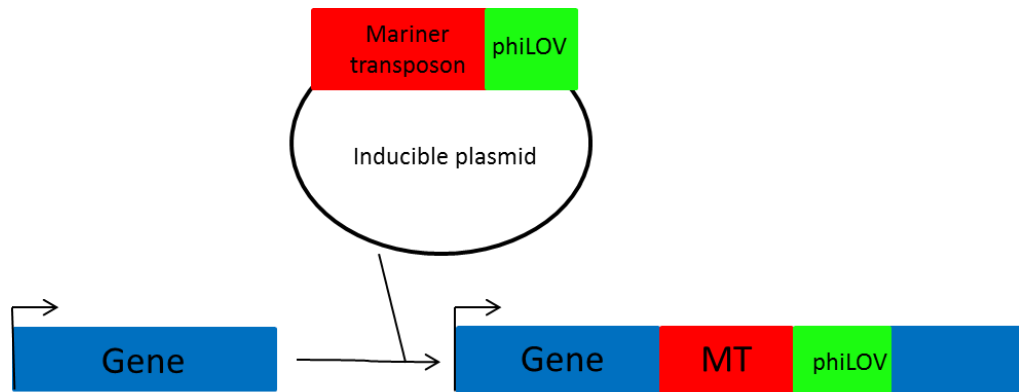 Mariner
transposon
phiLOV
Inducible plasmid
Gene
Gene
MT
phiLOV